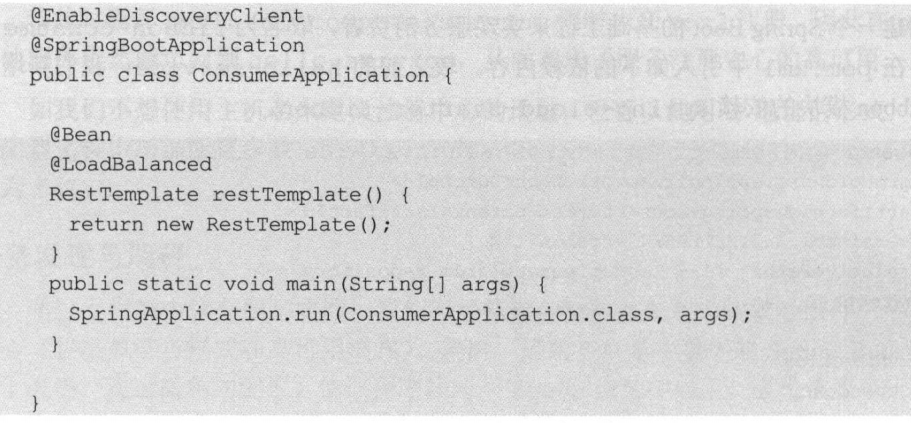 @EnableDiscoveryClient
@SpringBootApplication
public class ConsumerApplication {
@Bean
@LoadBalanced
RestTemplate restTemplate() {
return new RestTemplate();
}
public static void main(String[] args) {
SpringApplication.run(ConsumerApplication.class, args);
}
}